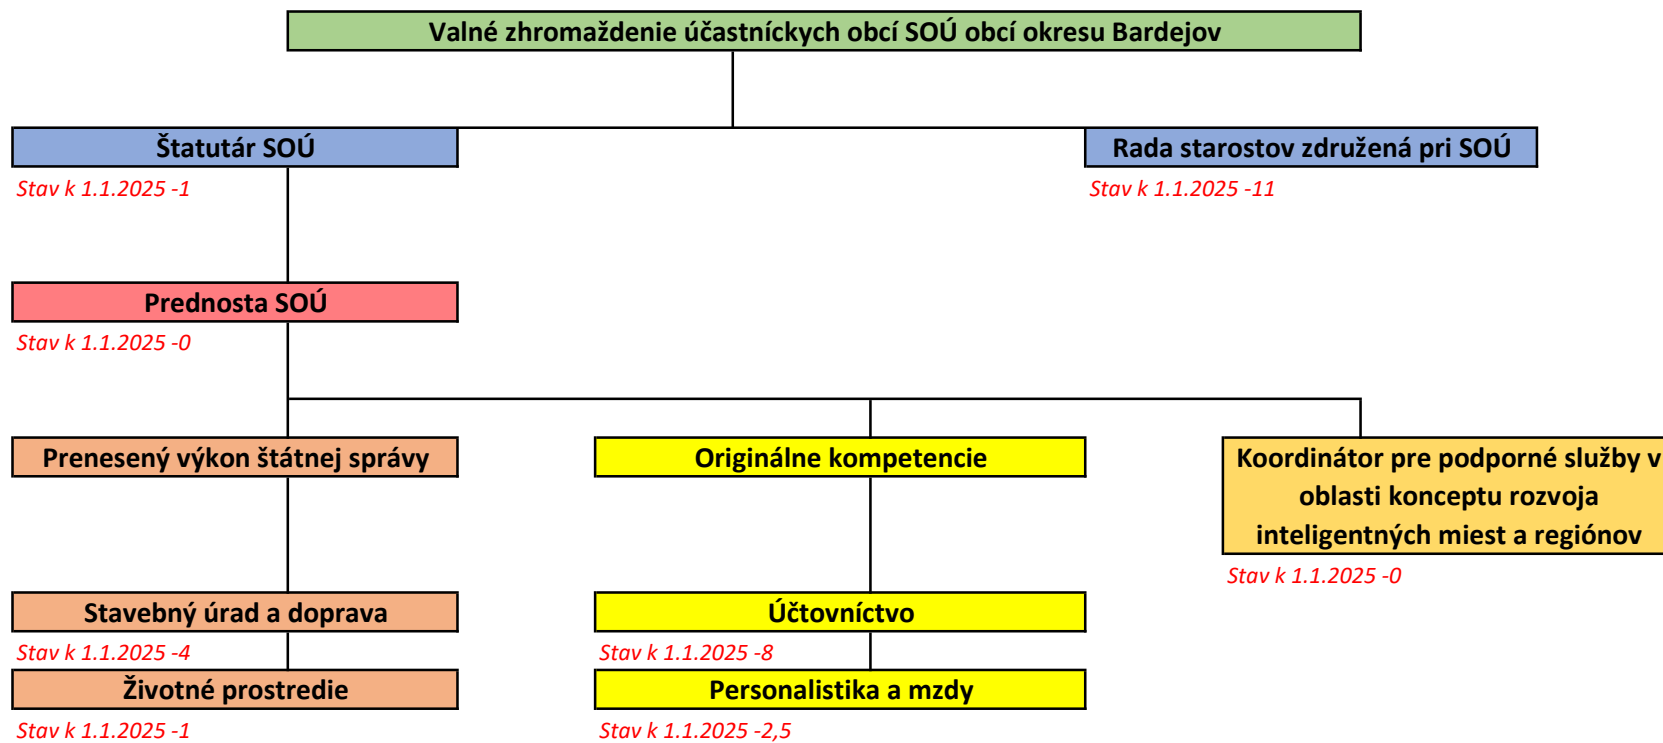 Valné zhromaždenie účastníckych obcí SOÚ obcí okresu Bardejov
Štatutár SOÚ
Stav k 1.1.2025 -1
Rada starostov združená pri SOÚ
Stav k 1.1.2025 -11
Prednosta SOÚ
Stav k 1.1.2025 -0
Prenesený výkon štátnej správy
Originálne kompetencie
Koordinátor pre podporné služby v
oblasti konceptu rozvoja
inteligentných miest a regiónov
Stav k 1.1.2025 -0
Stavebný úrad a doprava
Stav k 1.1.2025 -4
Účtovníctvo
Stav k 1.1.2025 -8
Životné prostredie
Stav k 1.1.2025 -1
Personalistika a mzdy
Stav k 1.1.2025 -2,5